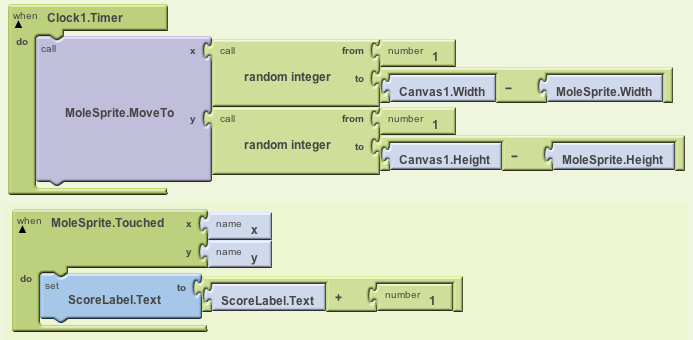 when Clock1.Timer
do call x call from number 1
random integer
to Canvas1.Width - MoleSprite.Width
MoleSprite.MoveTo
y call from number 1
random integer
to Canvas1.Height - MoleSprite.Height
when MoleSprite.Touched x name x
y name y
do set to
ScoreLabel.Text ScoreLabel.Text + number 1